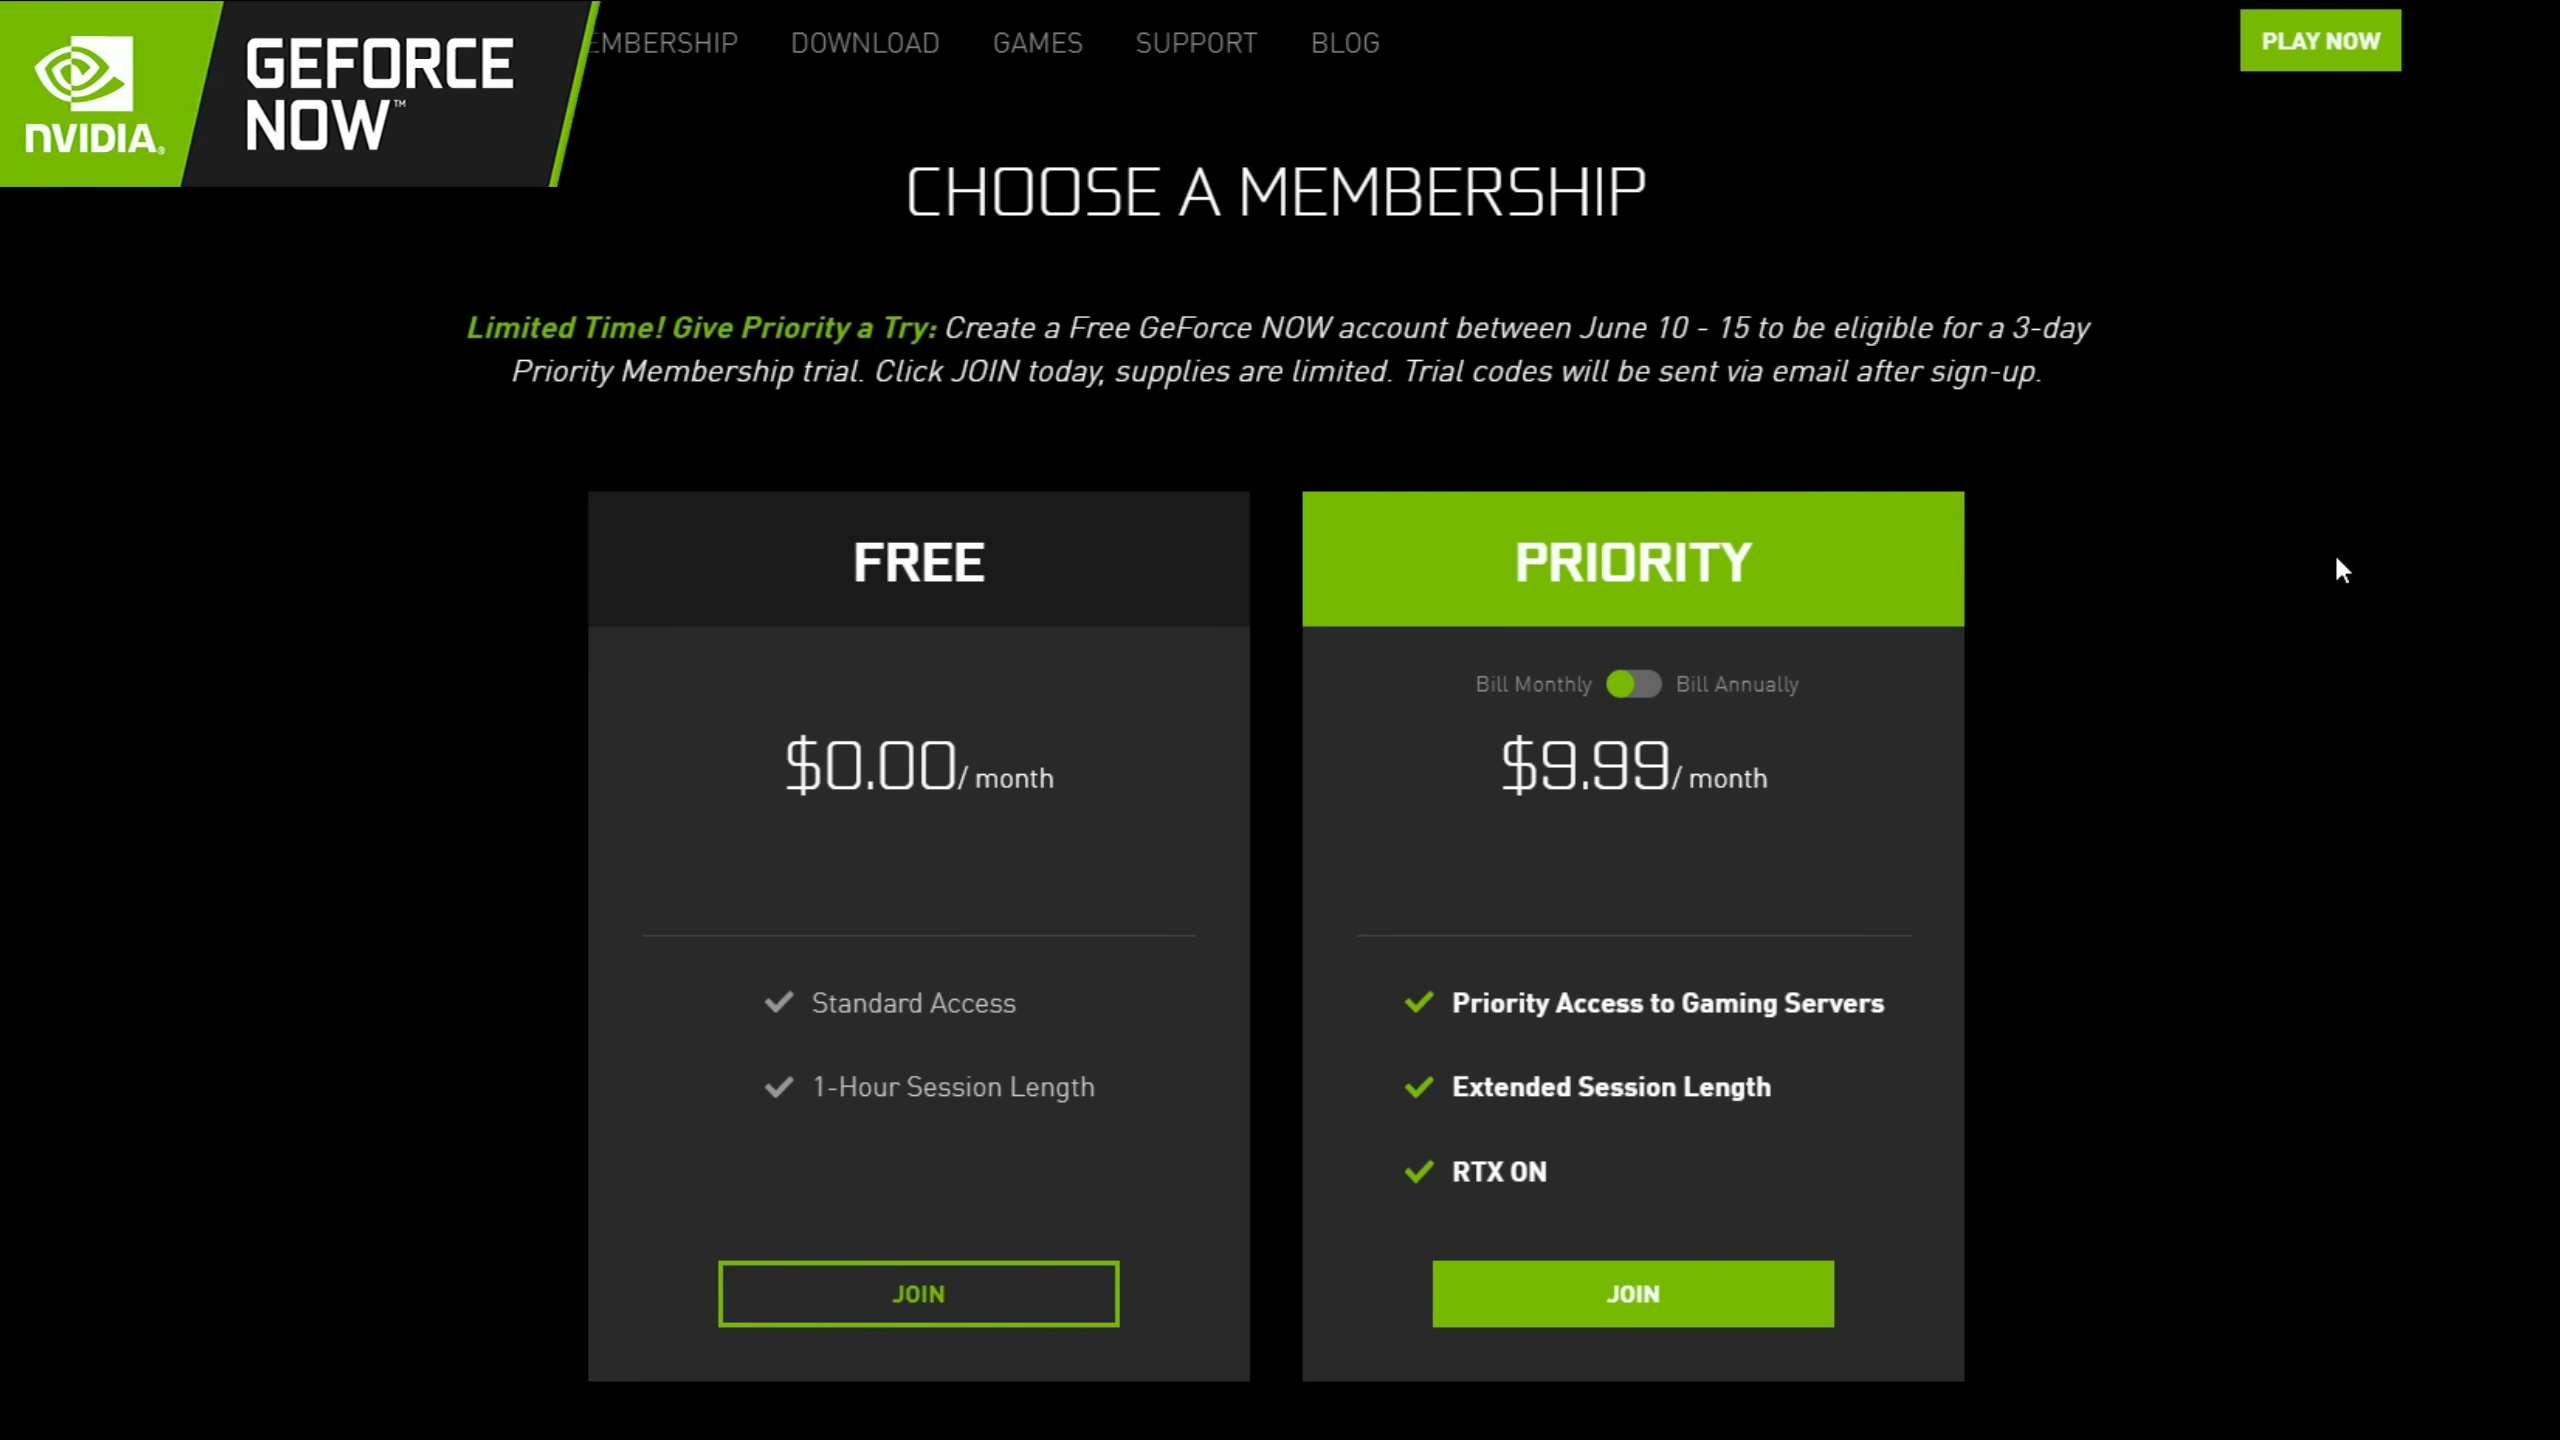 NVIDIA.®
GEFORCE
NOW™
EMBERSHIP DOWNLOAD GAMES SUPPORT BLOG
PLAY NOW
CHOOSE A MEMBERSHIP
Limited Time! Give Priority a Try: Create a Free GeForce NOW account between June 10 - 15 to be eligible for a 3-day
Priority Membership trial. Click JOIN today, supplies are limited. Trial codes will be sent via email after sign-up.
FREE
$0.00/ month
Standard Access
1-Hour Session Length
JOIN
PRIORITY
Bill Monthly Bill Annually
$9.99/ month
Priority Access to Gaming Servers
Extended Session Length
RTX ON
JOIN